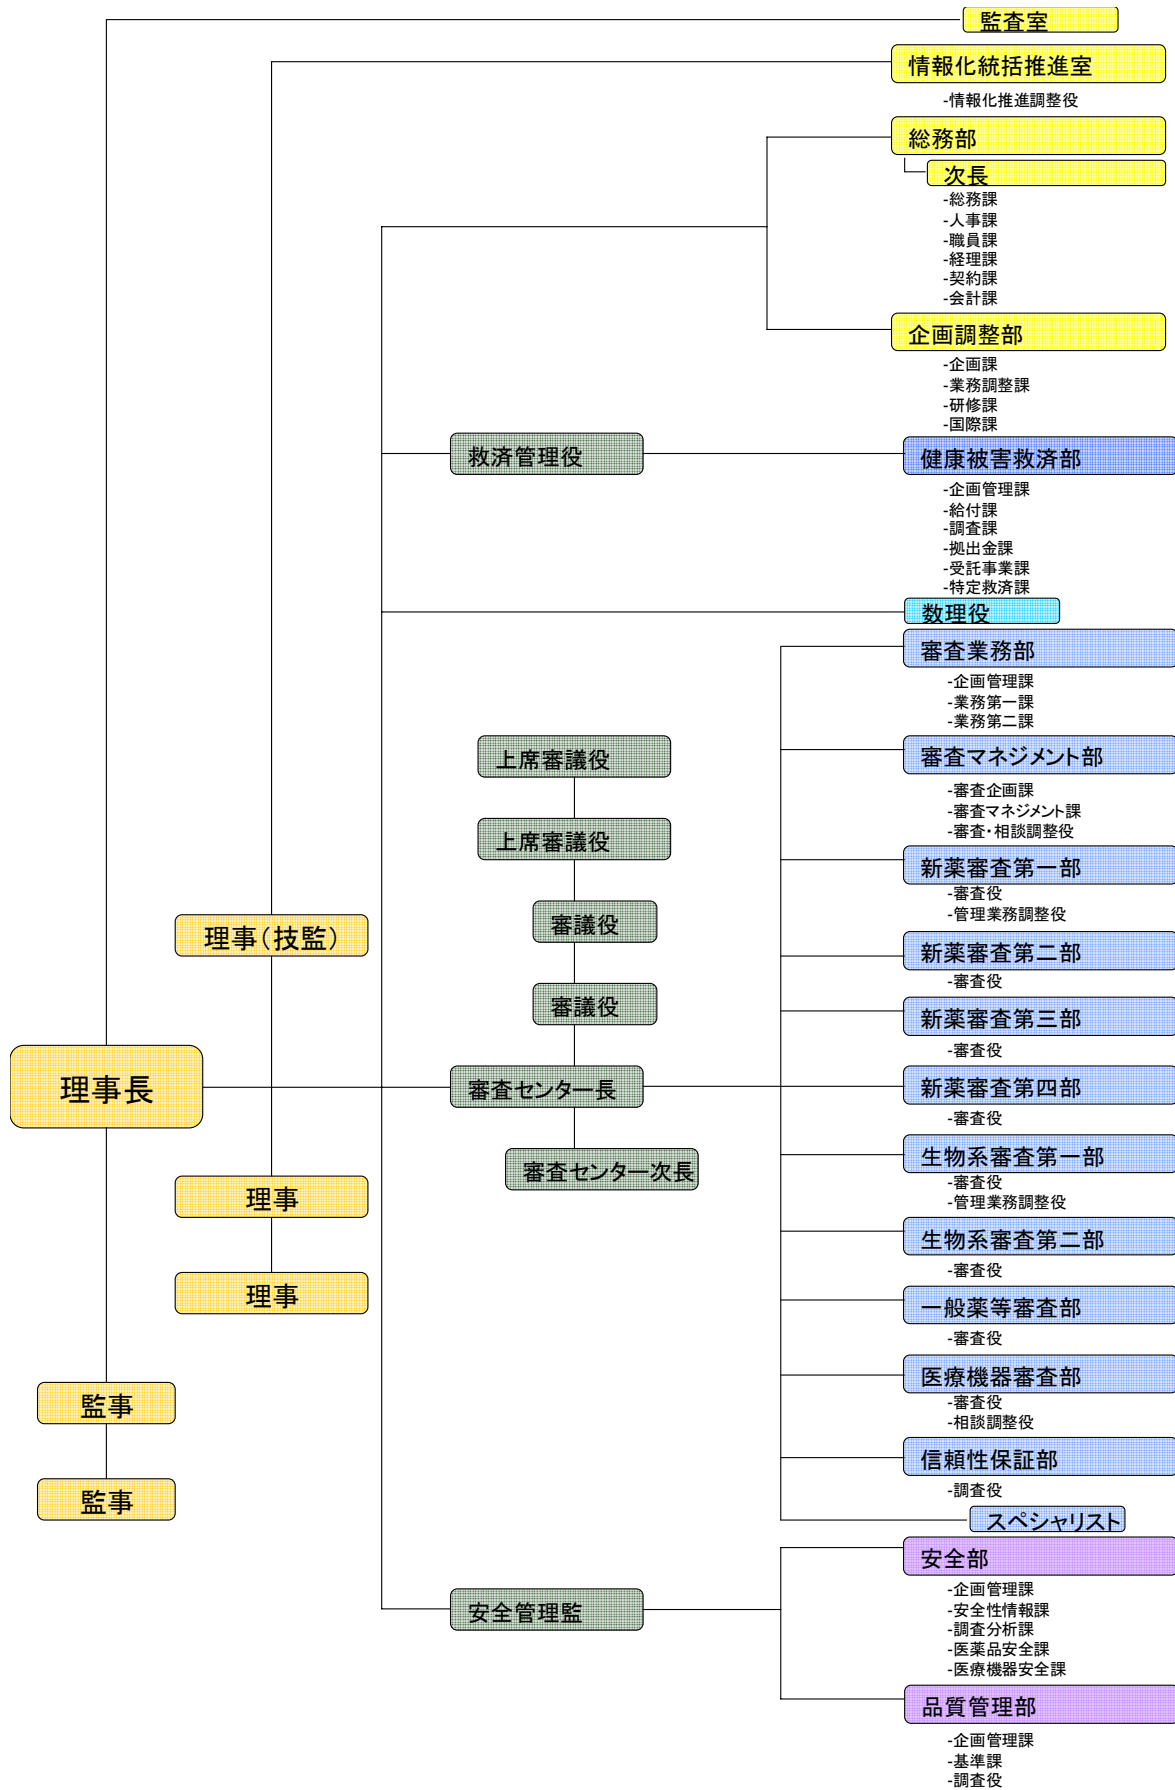 監査室
情報化統括推進室
-情報化推進調整役
総務部
次長
-総務課
-人事課
-職員課
-経理課
-契約課
-会計課
企画調整部
-企画課
-業務調整課
-研修課
-国際課
救済管理役
健康被害救済部
-企画管理課
-給付課
-調査課
-拠出金課
-受託事業課
-特定救済課
数理役
審査業務部
-企画管理課
-業務第一課
-業務第二課
上席審議役
審査マネジメント部
-審査企画課
-審査マネジメント課
-審査・相談調整役
上席審議役
新薬審査第一部
-審査役
-管理業務調整役
審議役
理事（技監）
新薬審査第二部
-審査役
審議役
新薬審査第三部
-審査役
理事長
審査センター長
新薬審査第四部
-審査役
審査センター次長
生物系審査第一部
-審査役
-管理業務調整役
理事
生物系審査第二部
-審査役
理事
一般薬等審査部
-審査役
医療機器審査部
-審査役
-相談調整役
監事
信頼性保証部
-調査役
監事
スペシャリスト
安全部
-企画管理課
-安全性情報課
-調査分析課
-医薬品安全課
-医療機器安全課
安全管理監
品質管理部
-企画管理課
-基準課
-調査役